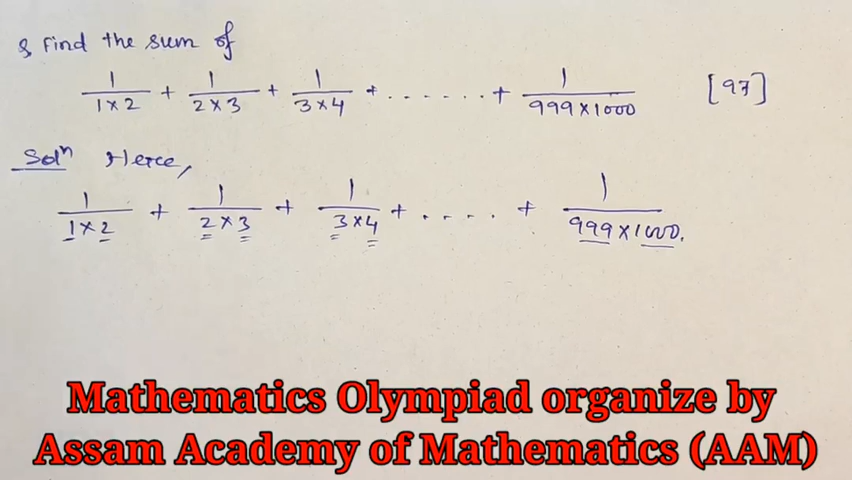 Q Find the sum of
1/1×2 + 1/2×3 + 1/3×4 + ...... + 1/999×1000 [97]
Solⁿ Here,
1/1×2 + 1/2×3 + 1/3×4 + ..... + 1/999×1000.
Mathematics Olympiad organize by
Assam Academy of Mathematics (AAM)